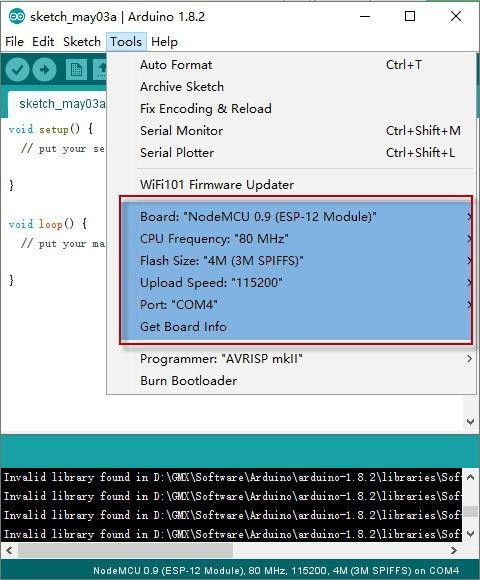 sketch_may03a | Arduino 1.8.2
File Edit Sketch Tools Help
Auto Format Ctrl+T
Archive Sketch
Fix Encoding & Reload
Serial Monitor Ctrl+Shift+M
Serial Plotter Ctrl+Shift+L
WiFi101 Firmware Updater
Board: "NodeMCU 0.9 (ESP-12 Module)"
CPU Frequency: "80 MHz"
Flash Size: "4M (3M SPIFFS)"
Upload Speed: "115200"
Port: "COM4"
Get Board Info
Programmer: "AVRISP mkII"
Burn Bootloader
sketch_may03a
void setup() {
// put your se
}
void loop() {
// put your ma
}
Invalid library found in D:\GMX\Software\Arduino\arduino-1.8.2\libraries\Sof
Invalid library found in D:\GMX\Software\Arduino\arduino-1.8.2\libraries\Sof
Invalid library found in D:\GMX\Software\Arduino\arduino-1.8.2\libraries\Sof
Invalid library found in D:\GMX\Software\Arduino\arduino-1.8.2\libraries\Sof
NodeMCU 0.9 (ESP-12 Module), 80 MHz, 115200, 4M (3M SPIFFS) on COM4